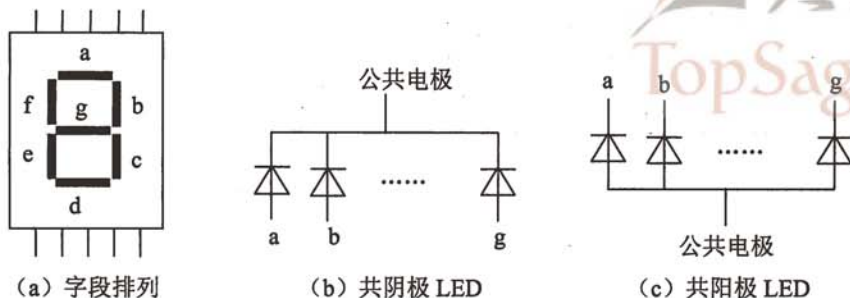 TopSag
a
f
g
b
e
c
d
公共电极
a
b
......
g
a
b
g
......
公共电极
(a) 字段排列
(b) 共阴极 LED
(c) 共阳极 LED